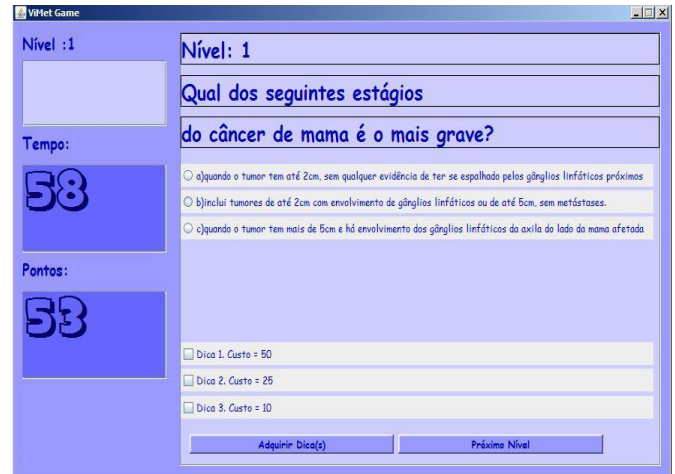 ViMet Game
Nível :1
Tempo:
58
Pontos:
53
Nível: 1
Qual dos seguintes estágios
do câncer de mama é o mais grave?
a)quando o tumor tem até 2cm, sem qualquer evidência de ter se espalhado pelos gânglios linfáticos próximos
b)inclui tumores de até 2cm com envolvimento de gânglios linfáticos ou de até 5cm, sem metástases.
c)quando o tumor tem mais de 5cm e há envolvimento dos gânglios linfáticos da axila do lado da mama afetada
Dica 1. Custo = 50
Dica 2. Custo = 25
Dica 3. Custo = 10
Adquirir Dica(s)
Próximo Nível